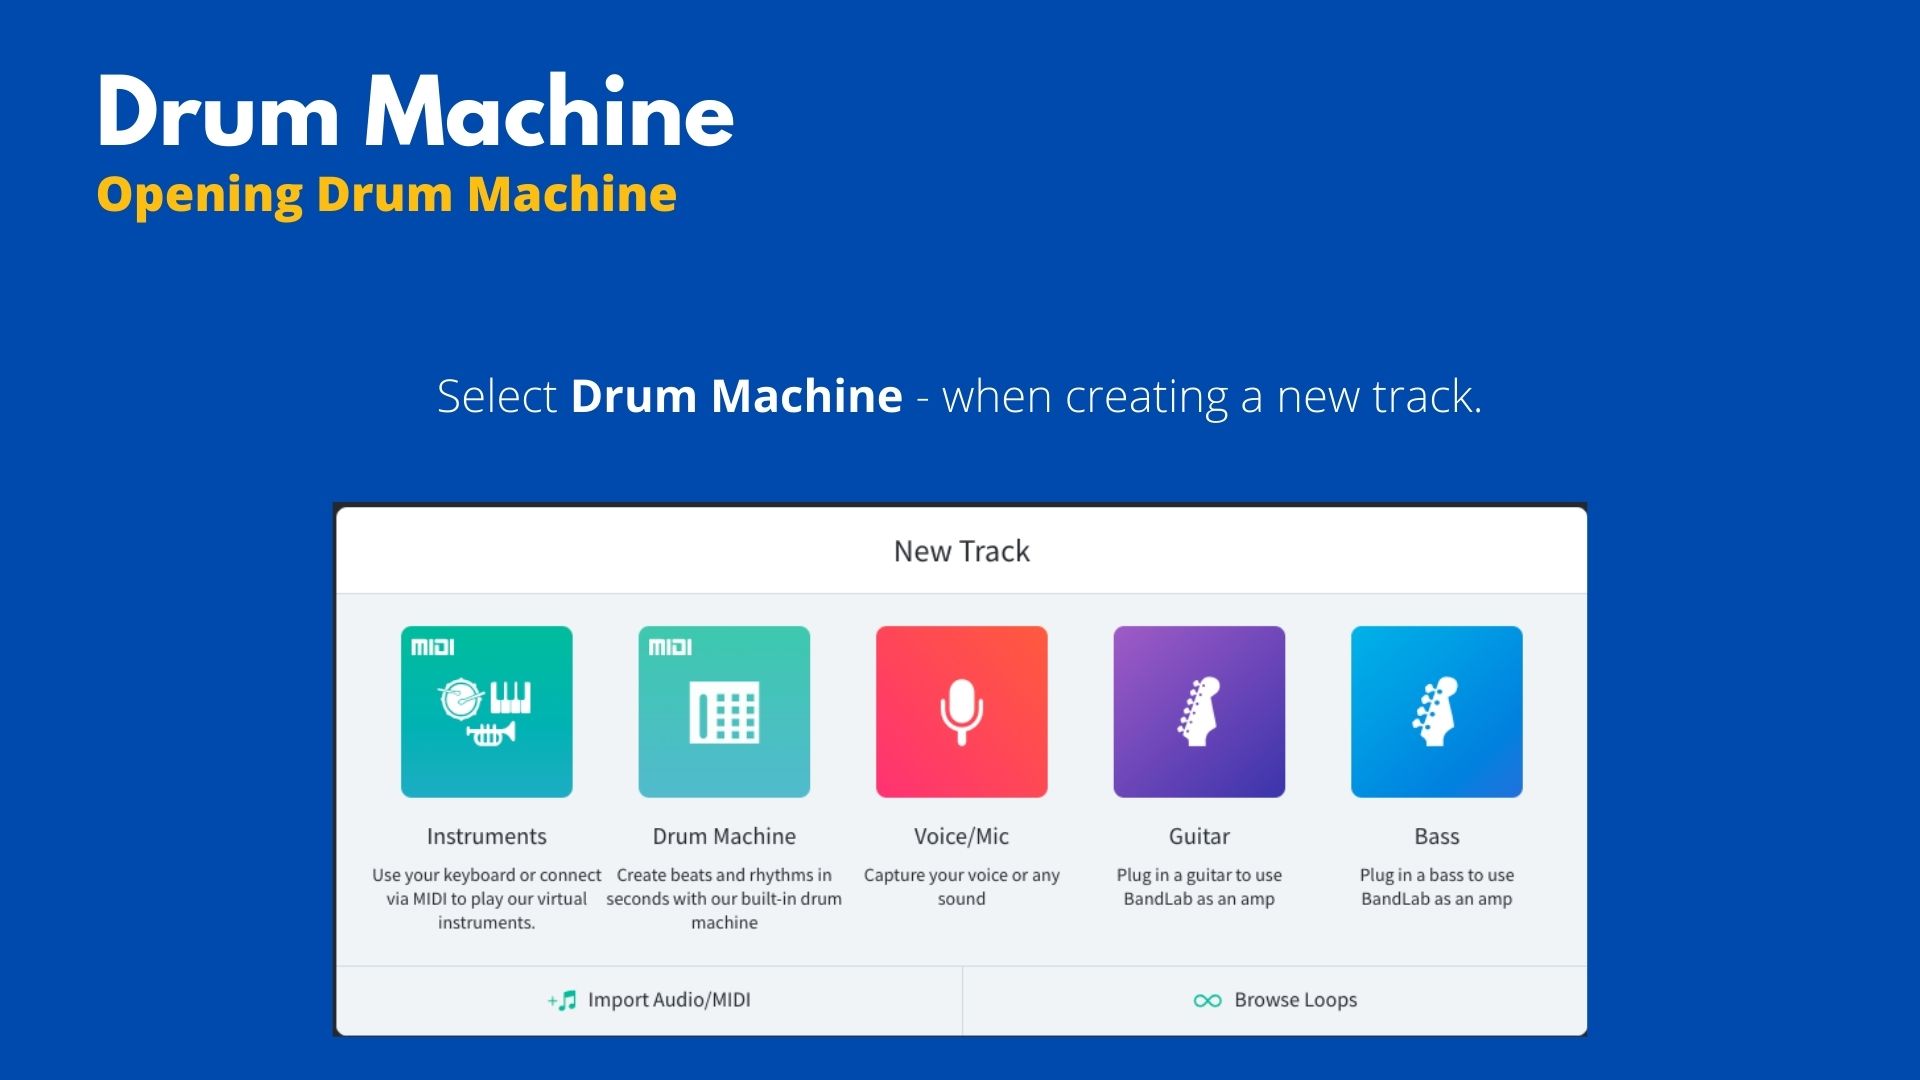 Drum Machine
Opening Drum Machine
Select Drum Machine - when creating a new track.
New Track
MIDI
Instruments
Use your keyboard or connect
via MIDI to play our virtual
instruments.
MIDI
Drum Machine
Create beats and rhythms in
seconds with our built-in drum
machine
Voice/Mic
Capture your voice or any
sound
Guitar
Plug in a guitar to use
BandLab as an amp
Bass
Plug in a bass to use
BandLab as an amp
Import Audio/MIDI
Browse Loops